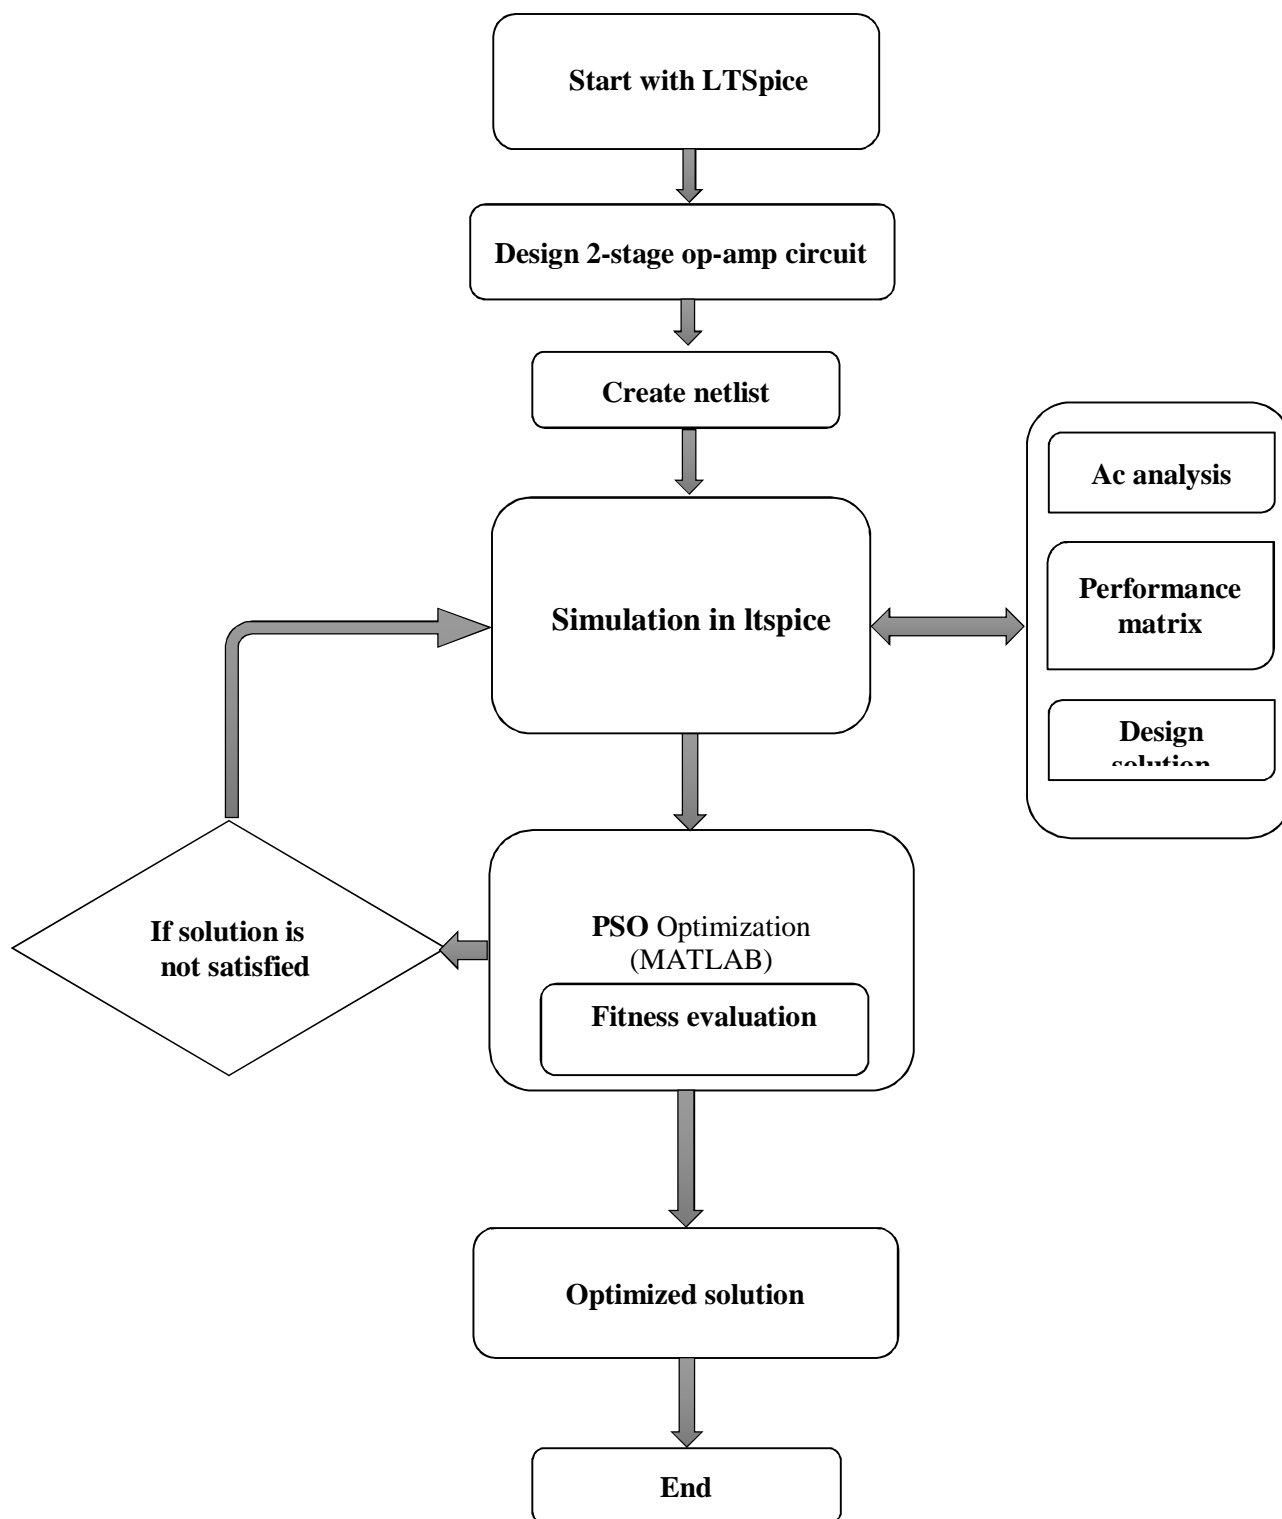 Start with LTSpice
Design 2-stage op-amp circuit
Create netlist
Ac analysis
Performance
matrix
Simulation in ltspice
Design
solution
If solution is
not satisfied
PSO Optimization
(MATLAB)
Fitness evaluation
Optimized solution
End